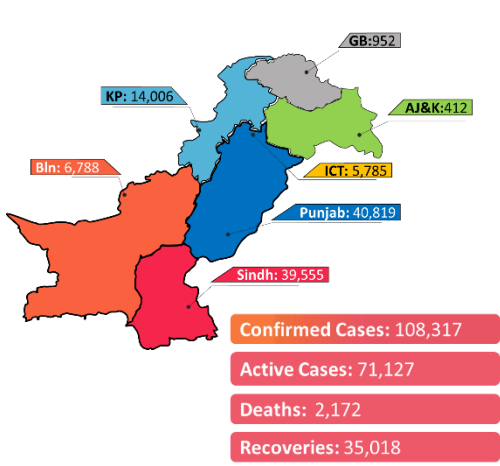 GB:952
KP: 14,006
AJ&K:412
Bln: 6,788
ICT: 5,785
Punjab: 40,819
Sindh: 39,555
Confirmed Cases: 108,317
Active Cases: 71,127
Deaths: 2,172
Recoveries: 35,018